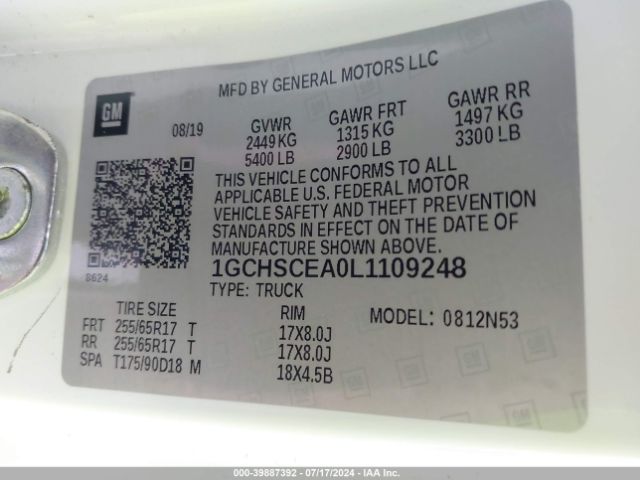 MFD BY GENERAL MOTORS LLC
GM
08/19
GVWR GAWR FRT GAWR RR
2449 KG 1315 KG 1497 KG
5400 LB 2900 LB 3300 LB
THIS VEHICLE CONFORMS TO ALL
APPLICABLE U.S. FEDERAL MOTOR
VEHICLE SAFETY AND THEFT PREVENTION
STANDARDS IN EFFECT ON THE DATE OF
MANUFACTURE SHOWN ABOVE.
8624
1GCHSCEA0L1109248
TYPE: TRUCK
TIRE SIZE RIM MODEL: 0812N53
FRT 255/65R17 T 17X8.0J
RR 255/65R17 T 17X8.0J
SPA T175/90D18 M 18X4.5B
000-39887392 - 07/17/2024 - IAA Inc.